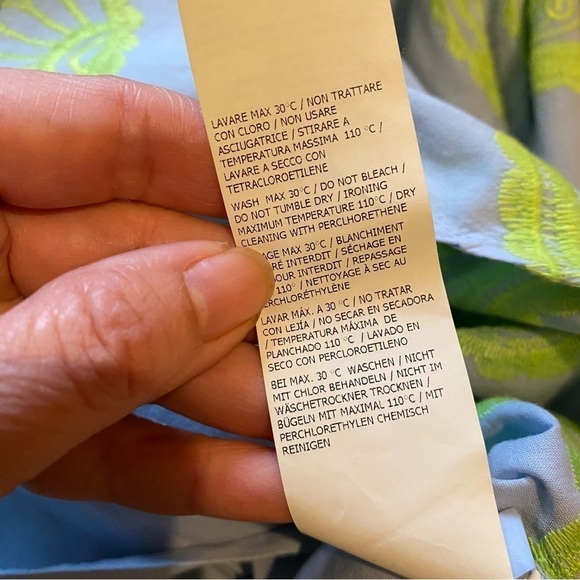 LAVARE MAX 30°C / NON TRATTARE
CON CLORO / NON USARE
ASCIUGATRICE / STIRARE A
TEMPERATURA MASSIMA 110°C /
LAVARE A SECCO CON
TETRACLOROETILENE
WASH MAX 30°C / DO NOT BLEACH /
DO NOT TUMBLE DRY / IRONING
MAXIMUM TEMPERATURE 110°C / DRY
CLEANING WITH PERCLHORETHENE
MAX 30°C / BLANCHIMENT
INTERDIT / SÉCHAGE EN
INTERDIT / REPASSAGE
110° / NETTOYAGE À SEC AU
LAVAR MÁX. A 30°C / NO TRATAR
CON LEJÍA / NO SECAR EN SECADORA
/ TEMPERATURA MÁXIMA DE
PLANCHADO 110°C / LAVADO EN
SECO CON PERCLOROETILENO
BEI MAX. 30°C WASCHEN / NICHT
MIT CHLOR BEHANDELN / NICHT IM
WÄSCHETROCKNER TROCKNEN /
BÜGELN MIT MAXIMAL 110°C / MIT
PERCHLORETHYLEN CHEMISCH
REINIGEN